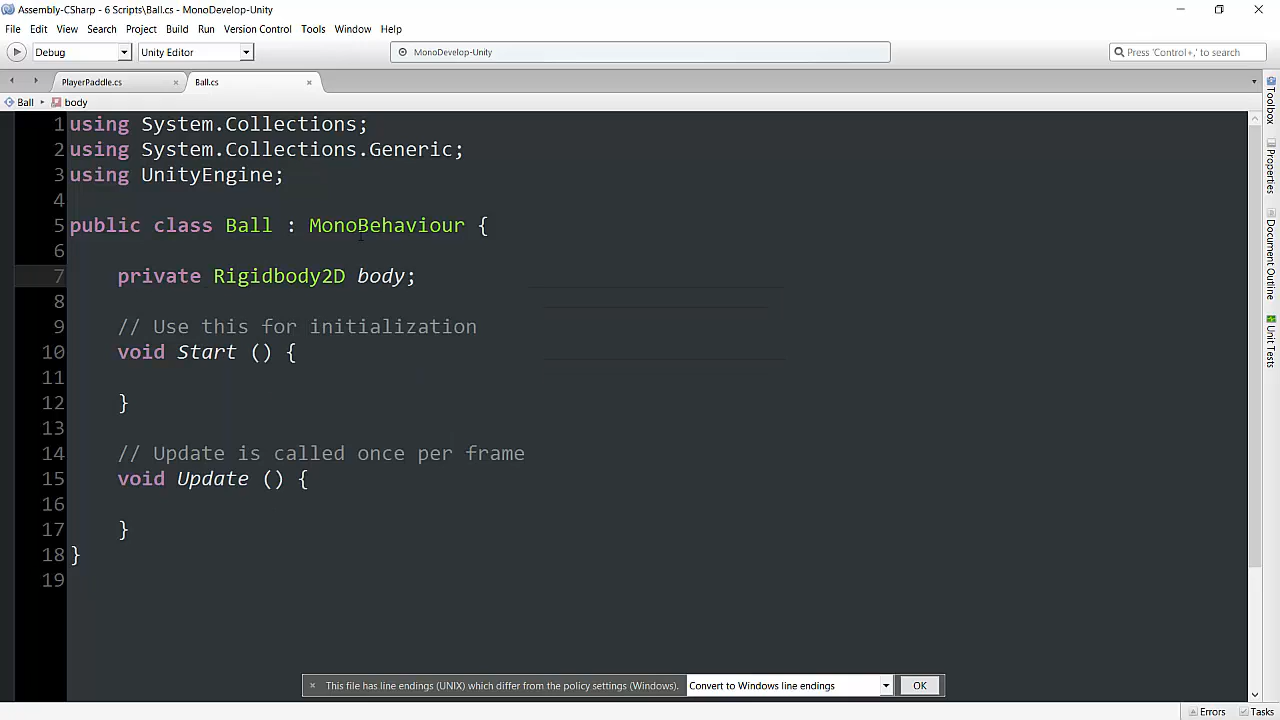 Assembly-CSharp - 6 Scripts\Ball.cs - MonoDevelop-Unity
File Edit View Search Project Build Run Version Control Tools Window Help
Debug Unity Editor MonoDevelop-Unity Press 'Control+,' to search
PlayerPaddle.cs Ball.cs
Ball body
1 using System.Collections;
2 using System.Collections.Generic;
3 using UnityEngine;
4
5 public class Ball : MonoBehaviour {
6
7 private Rigidbody2D body;
8
9 // Use this for initialization
10 void Start () {
11
12 }
13
14 // Update is called once per frame
15 void Update () {
16
17 }
18 }
19
Toolbox
Properties
Document Outline
Unit Tests
This file has line endings (UNIX) which differ from the policy settings (Windows). Convert to Windows line endings OK
Errors Tasks